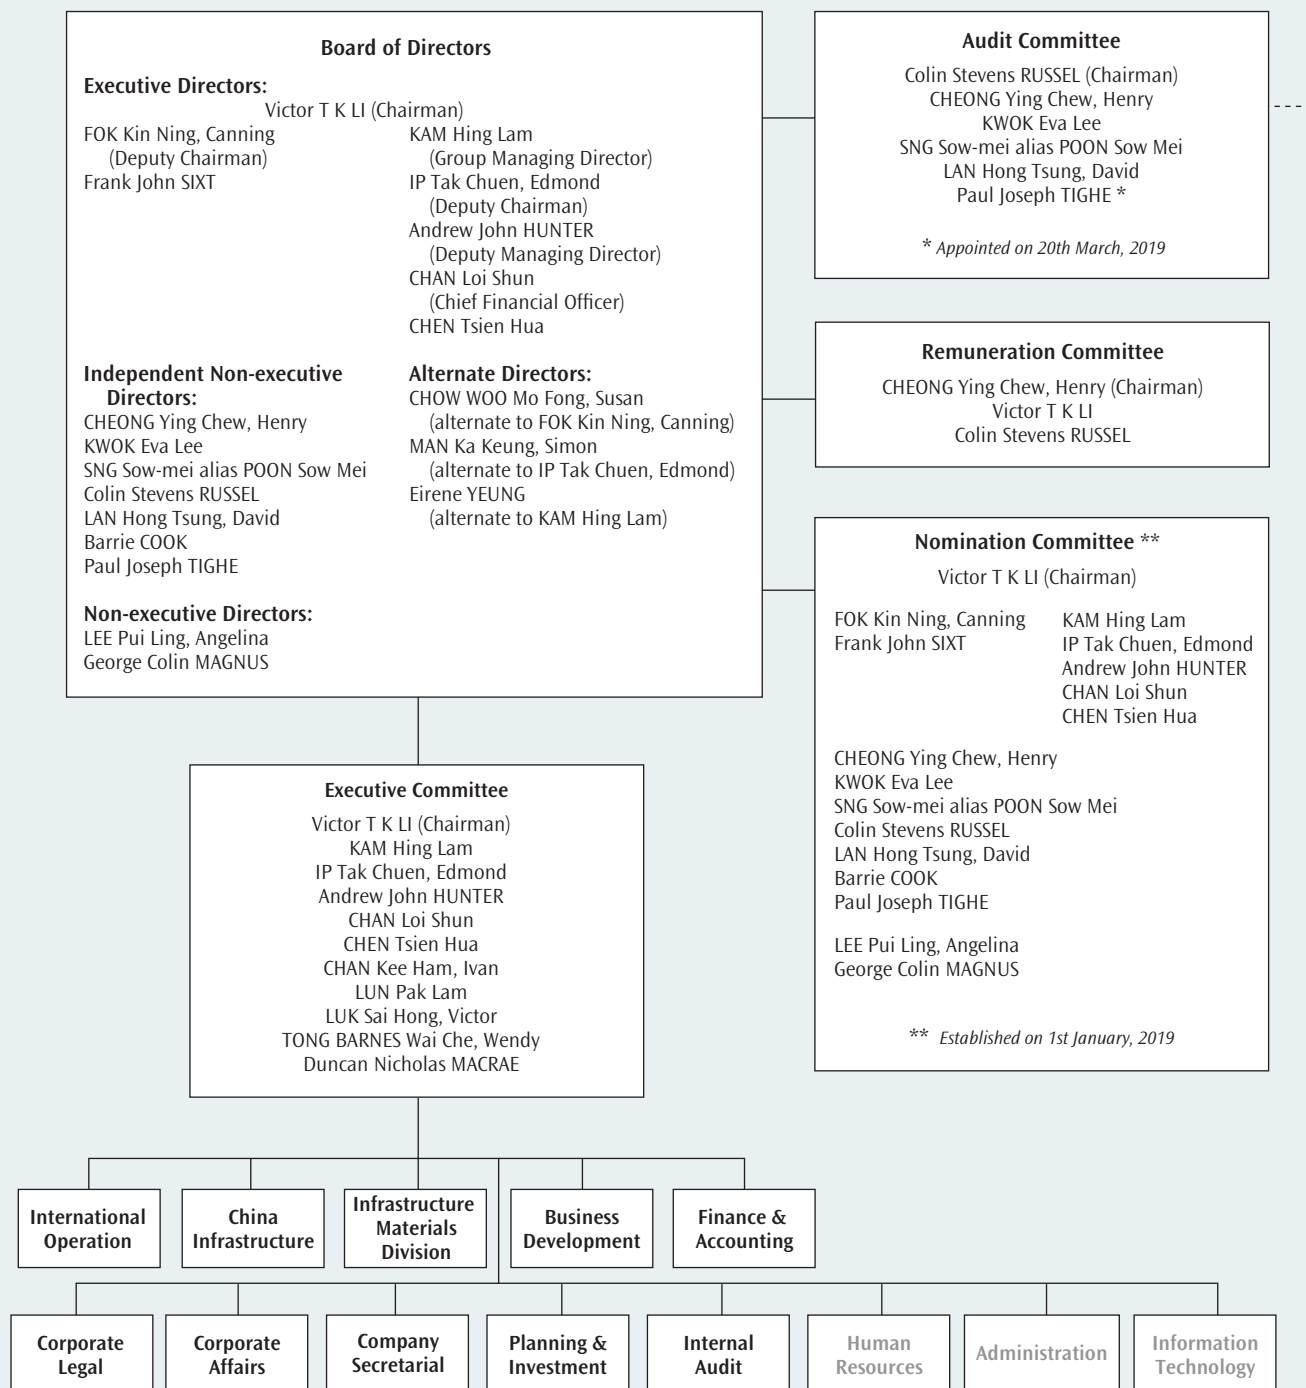 Board of Directors
Executive Directors:
Victor T K LI (Chairman)
FOK Kin Ning, Canning
(Deputy Chairman)
Frank John SIXT
KAM Hing Lam
(Group Managing Director)
IP Tak Chuen, Edmond
(Deputy Chairman)
Andrew John HUNTER
(Deputy Managing Director)
CHAN Loi Shun
(Chief Financial Officer)
CHEN Tsien Hua
Independent Non-executive
Directors:
CHEONG Ying Chew, Henry
KWOK Eva Lee
SNG Sow-mei alias POON Sow Mei
Colin Stevens RUSSEL
LAN Hong Tsung, David
Barrie COOK
Paul Joseph TIGHE
Alternate Directors:
CHOW WOO Mo Fong, Susan
(alternate to FOK Kin Ning, Canning)
MAN Ka Keung, Simon
(alternate to IP Tak Chuen, Edmond)
Eirene YEUNG
(alternate to KAM Hing Lam)
Non-executive Directors:
LEE Pui Ling, Angelina
George Colin MAGNUS
Audit Committee
Colin Stevens RUSSEL (Chairman)
CHEONG Ying Chew, Henry
KWOK Eva Lee
SNG Sow-mei alias POON Sow Mei
LAN Hong Tsung, David
Paul Joseph TIGHE *
* Appointed on 20th March, 2019
Remuneration Committee
CHEONG Ying Chew, Henry (Chairman)
Victor T K LI
Colin Stevens RUSSEL
Nomination Committee **
Victor T K LI (Chairman)
FOK Kin Ning, Canning
Frank John SIXT
KAM Hing Lam
IP Tak Chuen, Edmond
Andrew John HUNTER
CHAN Loi Shun
CHEN Tsien Hua
CHEONG Ying Chew, Henry
KWOK Eva Lee
SNG Sow-mei alias POON Sow Mei
Colin Stevens RUSSEL
LAN Hong Tsung, David
Barrie COOK
Paul Joseph TIGHE
LEE Pui Ling, Angelina
George Colin MAGNUS
** Established on 1st January, 2019
Executive Committee
Victor T K LI (Chairman)
KAM Hing Lam
IP Tak Chuen, Edmond
Andrew John HUNTER
CHAN Loi Shun
CHEN Tsien Hua
CHAN Kee Ham, Ivan
LUN Pak Lam
LUK Sai Hong, Victor
TONG BARNES Wai Che, Wendy
Duncan Nicholas MACRAE
International
Operation
China
Infrastructure
Infrastructure
Materials
Division
Business
Development
Finance &
Accounting
Corporate
Legal
Corporate
Affairs
Company
Secretarial
Planning &
Investment
Internal
Audit
Human
Resources
Administration
Information
Technology